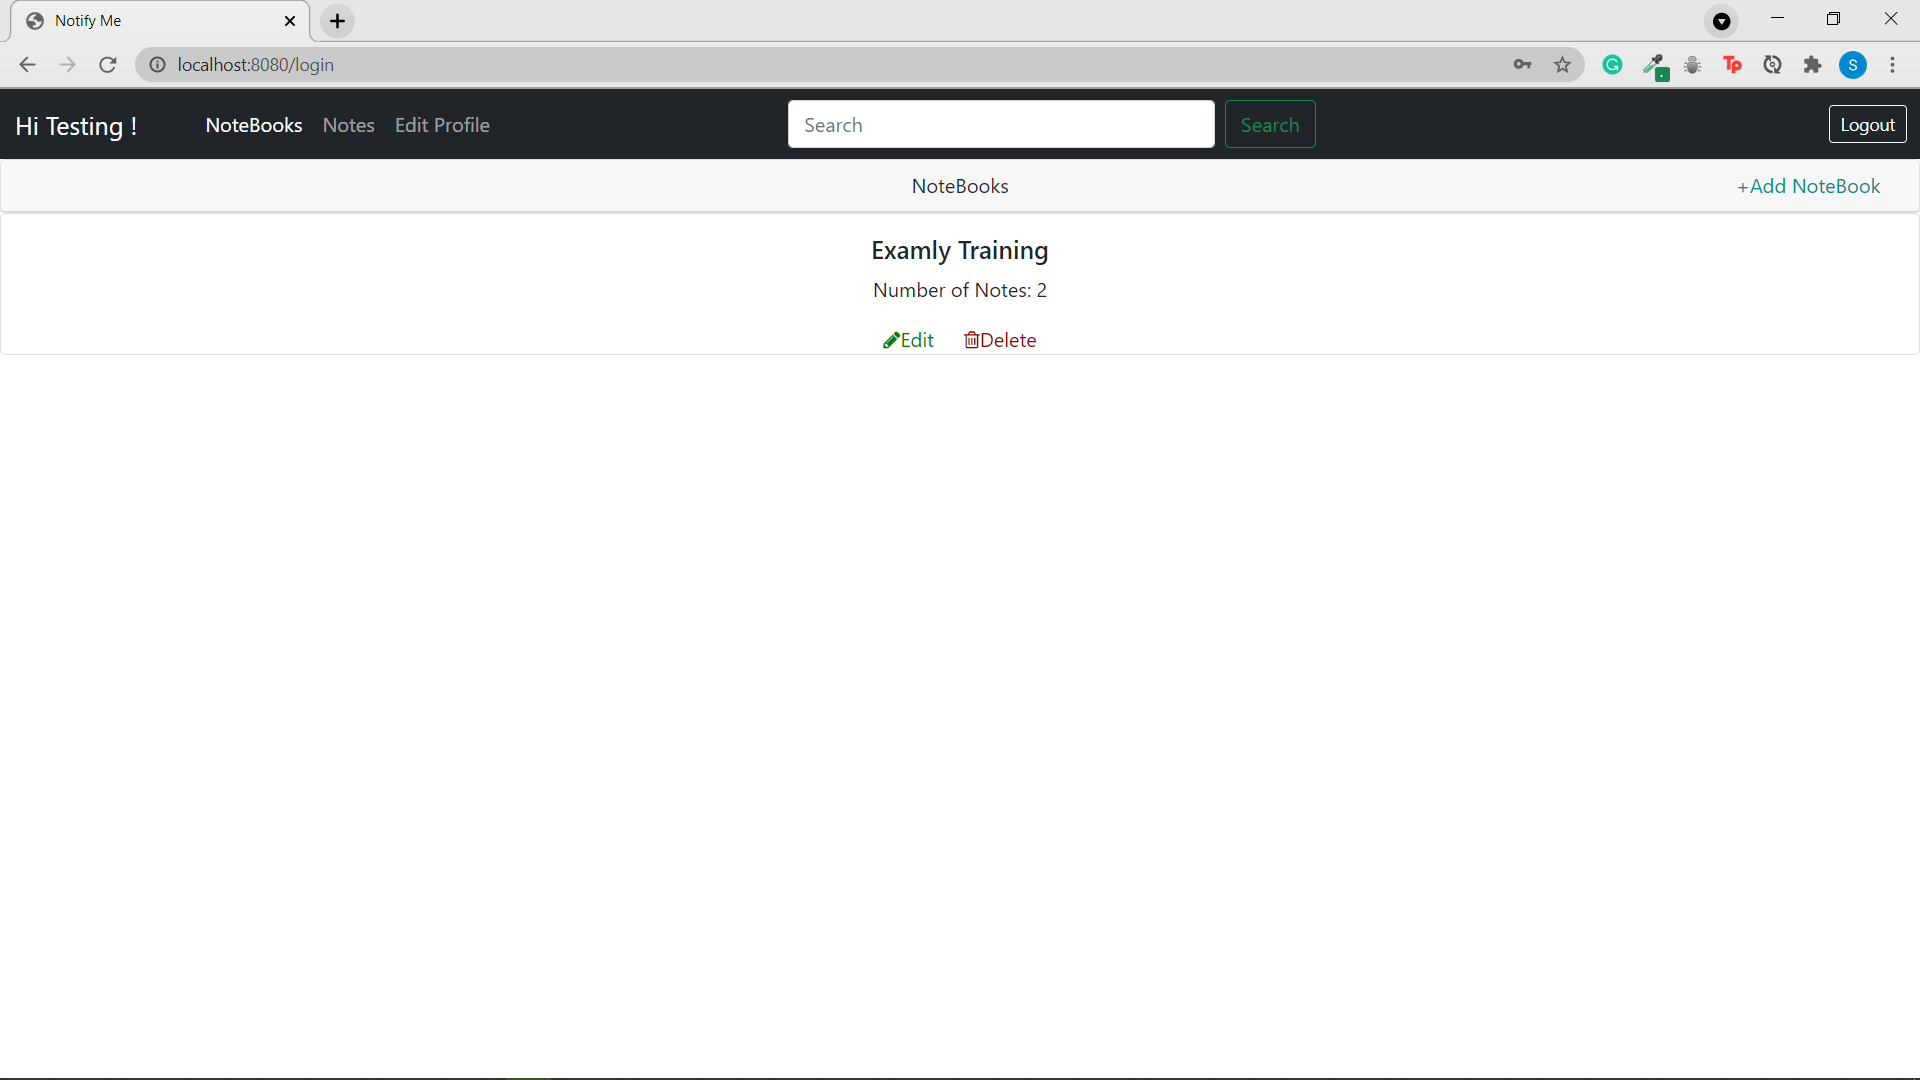 Notify Me
localhost:8080/login
S
Hi Testing ! NoteBooks Notes Edit Profile Search Search Logout
NoteBooks +Add NoteBook
Examly Training
Number of Notes: 2
Edit Delete